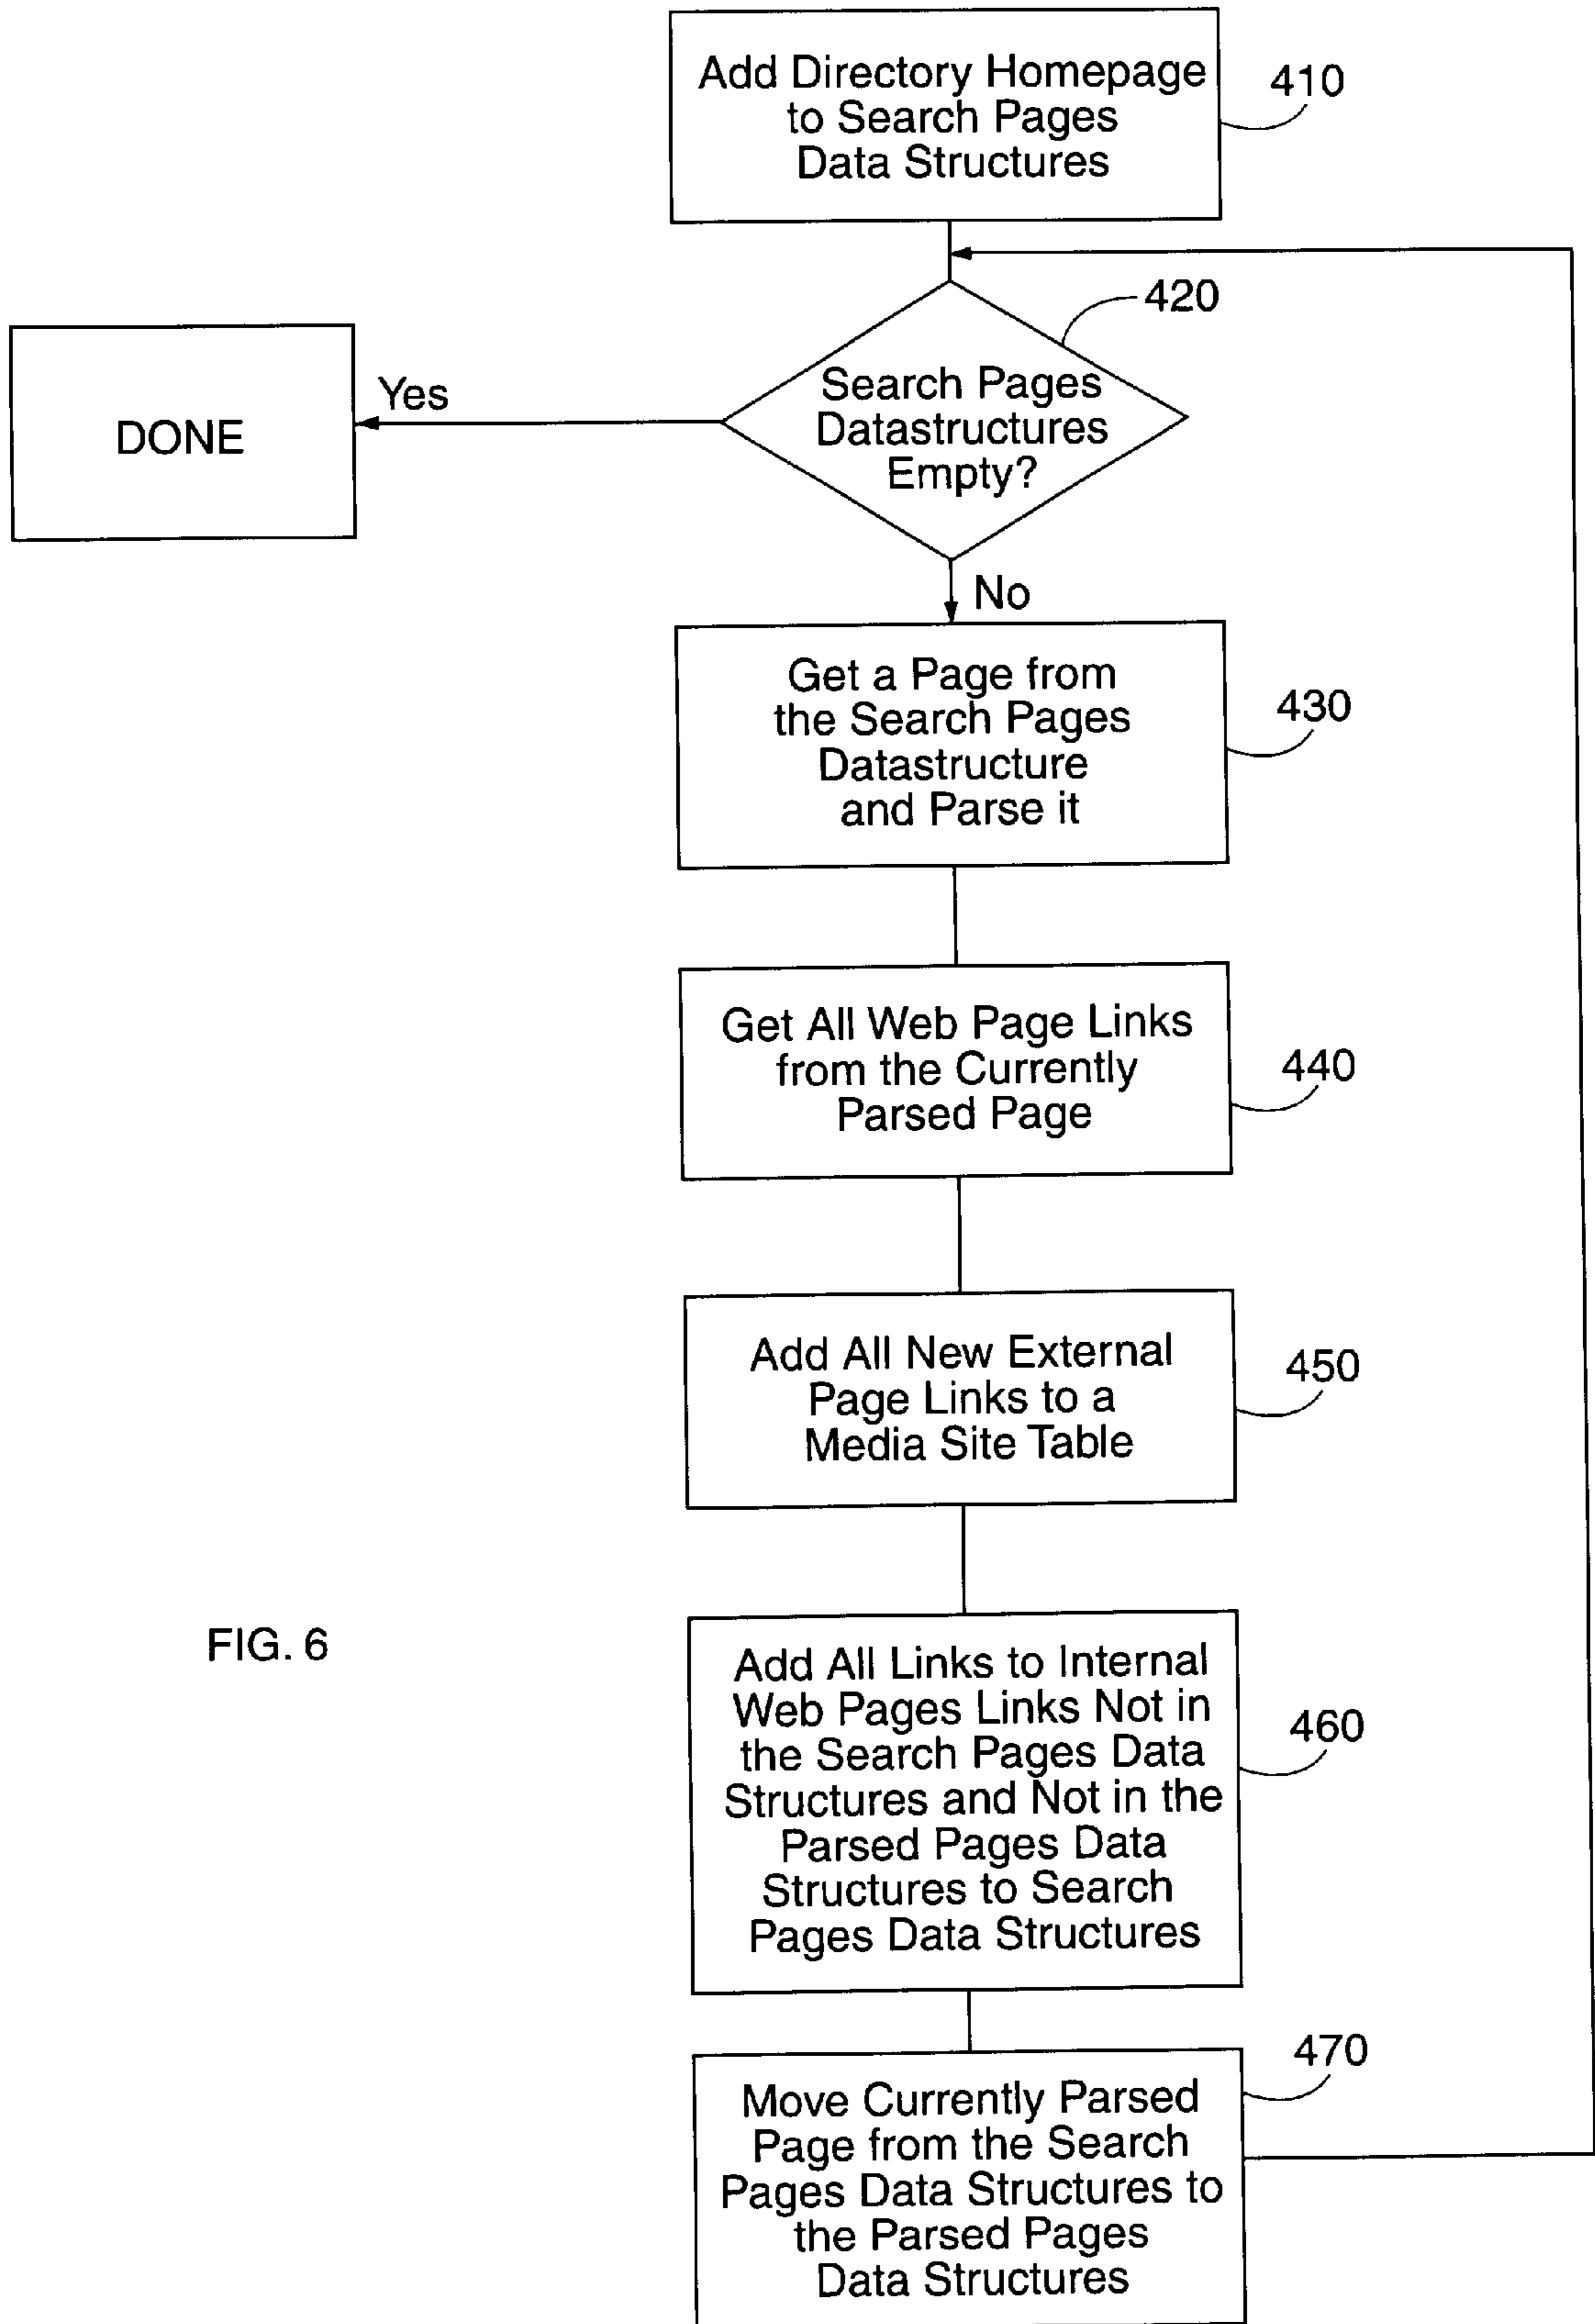 Add Directory Homepage
to Search Pages
Data Structures
410
420
Search Pages
Datastructures
Empty?
Yes
DONE
No
Get a Page from
the Search Pages
Datastructure
and Parse it
430
Get All Web Page Links
from the Currently
Parsed Page
440
Add All New External
Page Links to a
Media Site Table
450
Add All Links to Internal
Web Pages Links Not in
the Search Pages Data
Structures and Not in the
Parsed Pages Data
Structures to Search
Pages Data Structures
460
FIG. 6
Move Currently Parsed
Page from the Search
Pages Data Structures to
the Parsed Pages
Data Structures
470